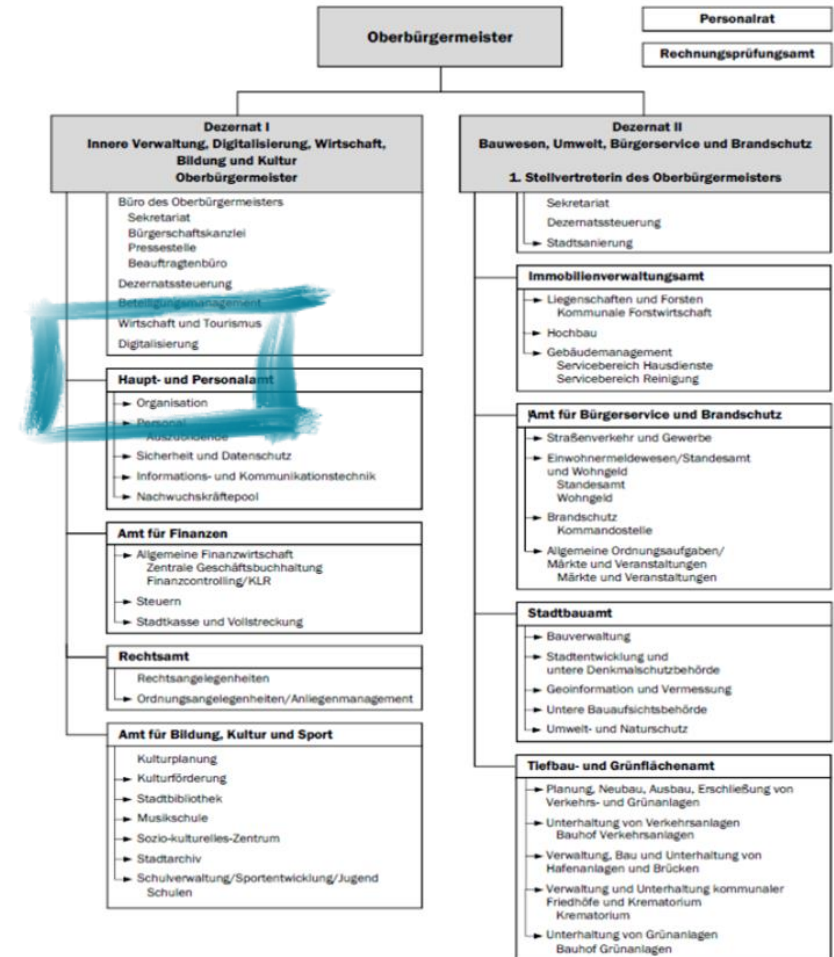 Oberbürgermeister
Personalrat
Rechnungsprüfungsamt
Dezernat I
Innere Verwaltung, Digitalisierung, Wirtschaft,
Bildung und Kultur
Oberbürgermeister
Büro des Oberbürgermeisters
Sekretariat
Bürgerschaftskanzlei
Pressestelle
Beauftragtenbüro
Dezernatssteuerung
Beteiligungsmanagement
Wirtschaft und Tourismus
Digitalisierung
Haupt- und Personalamt
Organisation
Personal
Auszubildende
Sicherheit und Datenschutz
Informations- und Kommunikationstechnik
Nachwuchskräftepool
Amt für Finanzen
Allgemeine Finanzwirtschaft
Zentrale Geschäftsbuchhaltung
Finanzcontrolling/KLR
Steuern
Stadtkasse und Vollstreckung
Rechtsamt
Rechtsangelegenheiten
Ordnungsangelegenheiten/Anliegenmanagement
Amt für Bildung, Kultur und Sport
Kulturplanung
Kulturförderung
Stadtbibliothek
Musikschule
Sozio-kulturelles-Zentrum
Stadtarchiv
Schulverwaltung/Sportentwicklung/Jugend
Schulen
Dezernat II
Bauwesen, Umwelt, Bürgerservice und Brandschutz
1. Stellvertreterin des Oberbürgermeisters
Sekretariat
Dezernatssteuerung
Stadtsanierung
Immobilienverwaltungsamt
Liegenschaften und Forsten
Kommunale Forstwirtschaft
Hochbau
Gebäudemanagement
Servicebereich Hausdienste
Servicebereich Reinigung
Amt für Bürgerservice und Brandschutz
Straßenverkehr und Gewerbe
Einwohnermeldewesen/Standesamt
und Wohngeld
Standesamt
Wohngeld
Brandschutz
Kommandostelle
Allgemeine Ordnungsaufgaben/
Märkte und Veranstaltungen
Märkte und Veranstaltungen
Stadtbauamt
Bauverwaltung
Stadtentwicklung und
untere Denkmalschutzbehörde
Geoinformation und Vermessung
Untere Bauaufsichtsbehörde
Umwelt- und Naturschutz
Tiefbau- und Grünflächenamt
Planung, Neubau, Ausbau, Erschließung von
Verkehrs- und Grünanlagen
Unterhaltung von Verkehrsanlagen
Bauhof Verkehrsanlagen
Verwaltung, Bau und Unterhaltung von
Hafenanlagen und Brücken
Verwaltung und Unterhaltung kommunaler
Friedhöfe und Krematorium
Krematorium
Unterhaltung von Grünanlagen
Bauhof Grünanlagen